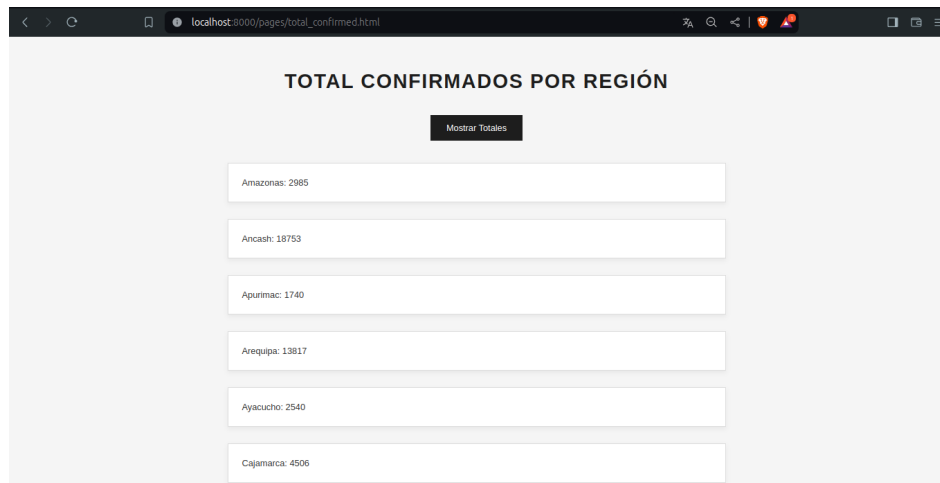 localhost:8000/pages/total_confirmed.html
TOTAL CONFIRMADOS POR REGIÓN
Mostrar Totales
Amazonas: 2985
Ancash: 18753
Apurimac: 1740
Arequipa: 13817
Ayacucho: 2540
Cajamarca: 4506